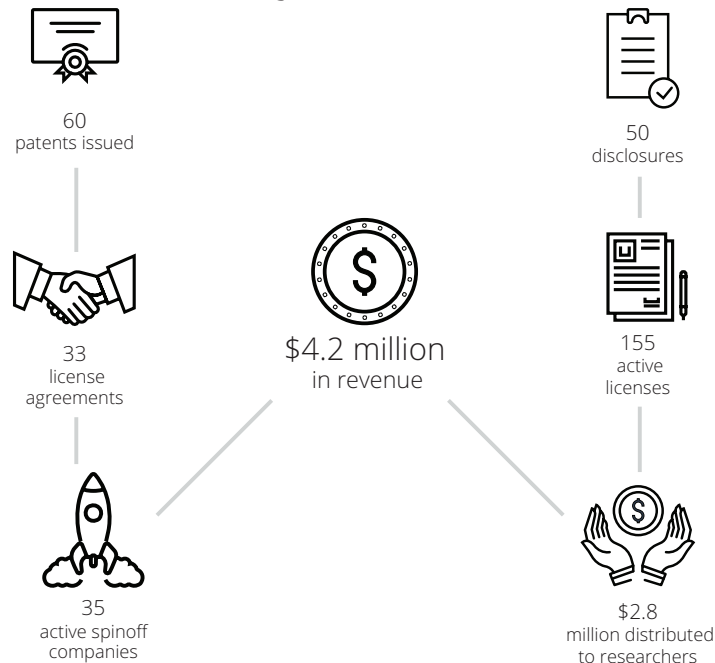 60
patents issued
33
license
agreements
35
active spinoff
companies
$
$4.2 million
in revenue
50
disclosures
155
active
licenses
$
$2.8
million distributed
to researchers